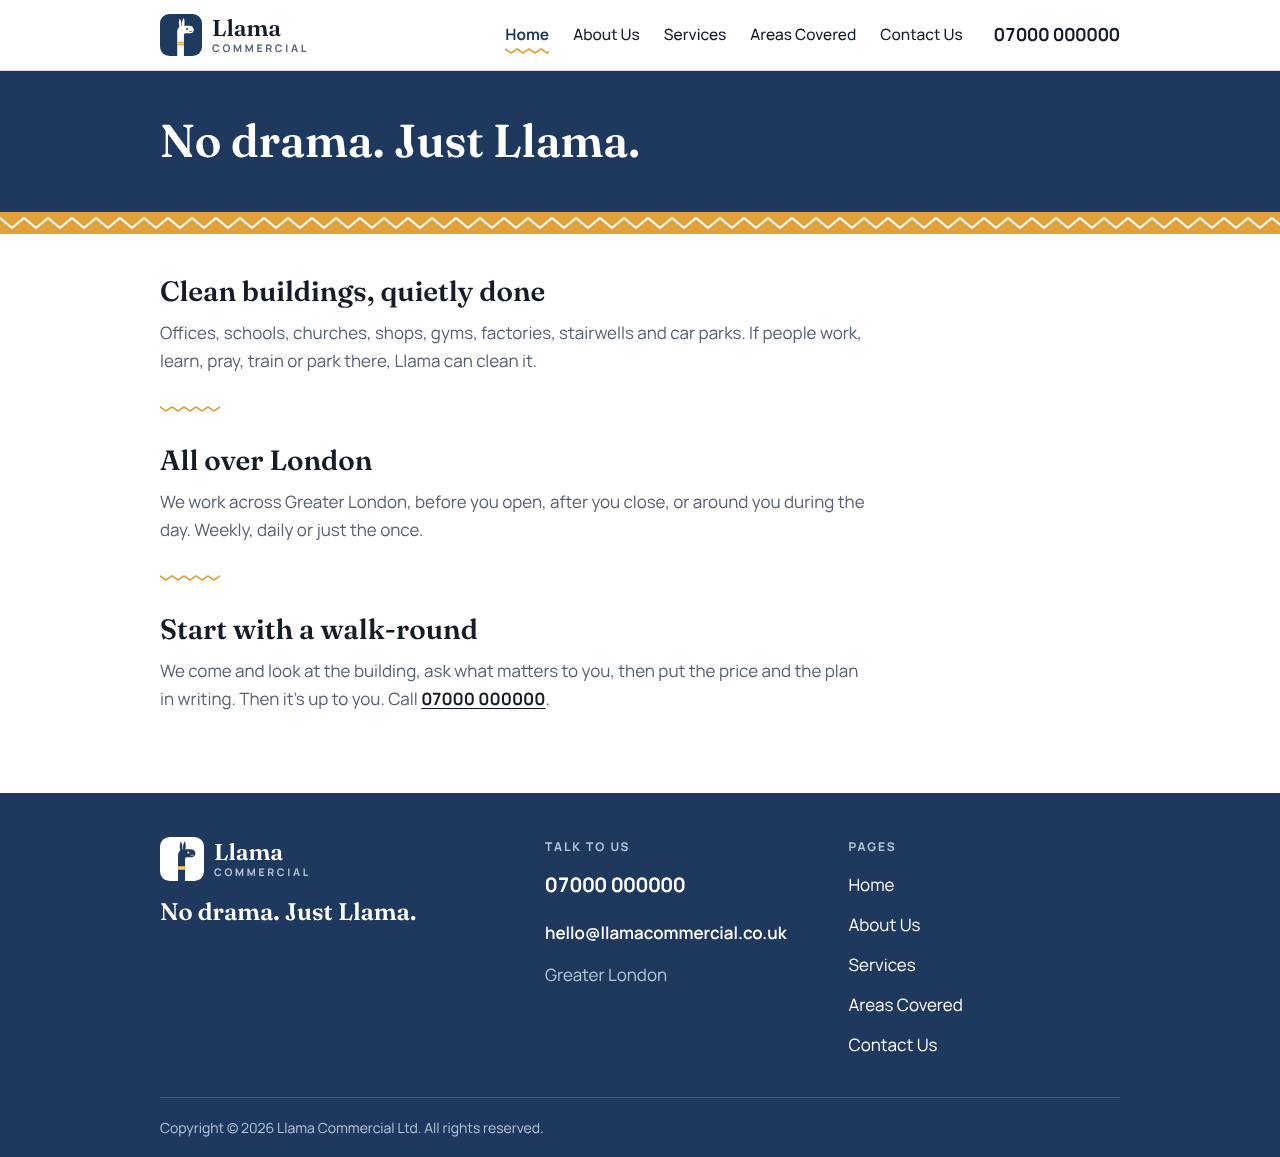 Llama
COMMERCIAL
Home About Us Services Areas Covered Contact Us 07000 000000
No drama. Just Llama.
Clean buildings, quietly done
Offices, schools, churches, shops, gyms, factories, stairwells and car parks. If people work,
learn, pray, train or park there, Llama can clean it.
All over London
We work across Greater London, before you open, after you close, or around you during the
day. Weekly, daily or just the once.
Start with a walk-round
We come and look at the building, ask what matters to you, then put the price and the plan
in writing. Then it's up to you. Call 07000 000000.
Llama
COMMERCIAL
No drama. Just Llama.
TALK TO US
07000 000000
hello@llamacommercial.co.uk
Greater London
PAGES
Home
About Us
Services
Areas Covered
Contact Us
Copyright © 2026 Llama Commercial Ltd. All rights reserved.